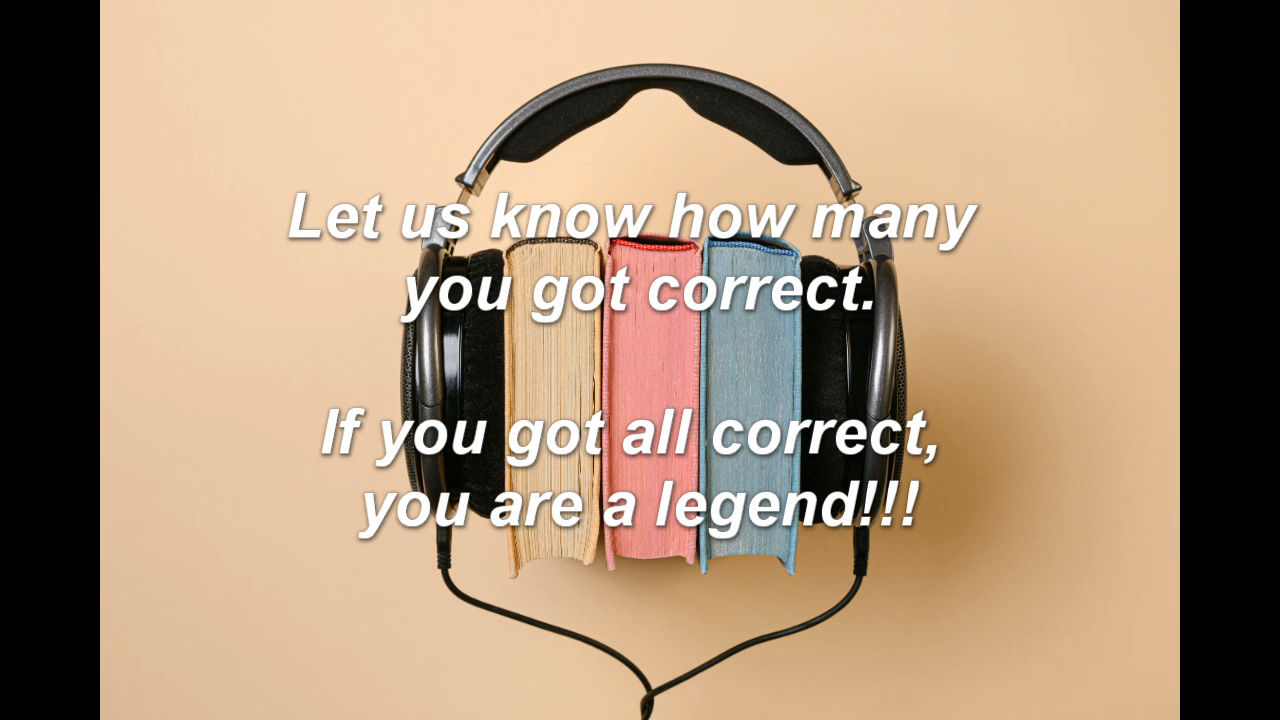 Let us know how many
you got correct.
If you got all correct,
you are a legend!!!